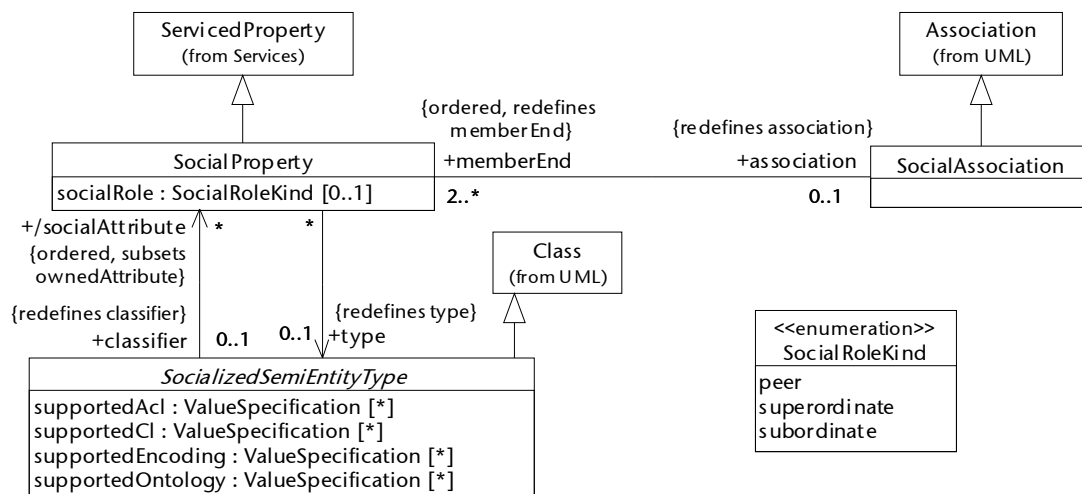 ServicedProperty
(from Services)
Association
(from UML)
{ordered, redefines
memberEnd}
{redefines association}
SocialProperty
+memberEnd
+association
SocialAssociation
socialRole : SocialRoleKind [0..1]
2..*
0..1
+/socialAttribute
*
*
{ordered, subsets
ownedAttribute}
Class
(from UML)
{redefines classifier}
+classifier
0..1
0..1
{redefines type}
+type
<<enumeration>>
SocialRoleKind
peer
superordinate
subordinate
SocializedSemiEntityType
supportedAcl : ValueSpecification [*]
supportedCl : ValueSpecification [*]
supportedEncoding : ValueSpecification [*]
supportedOntology : ValueSpecification [*]